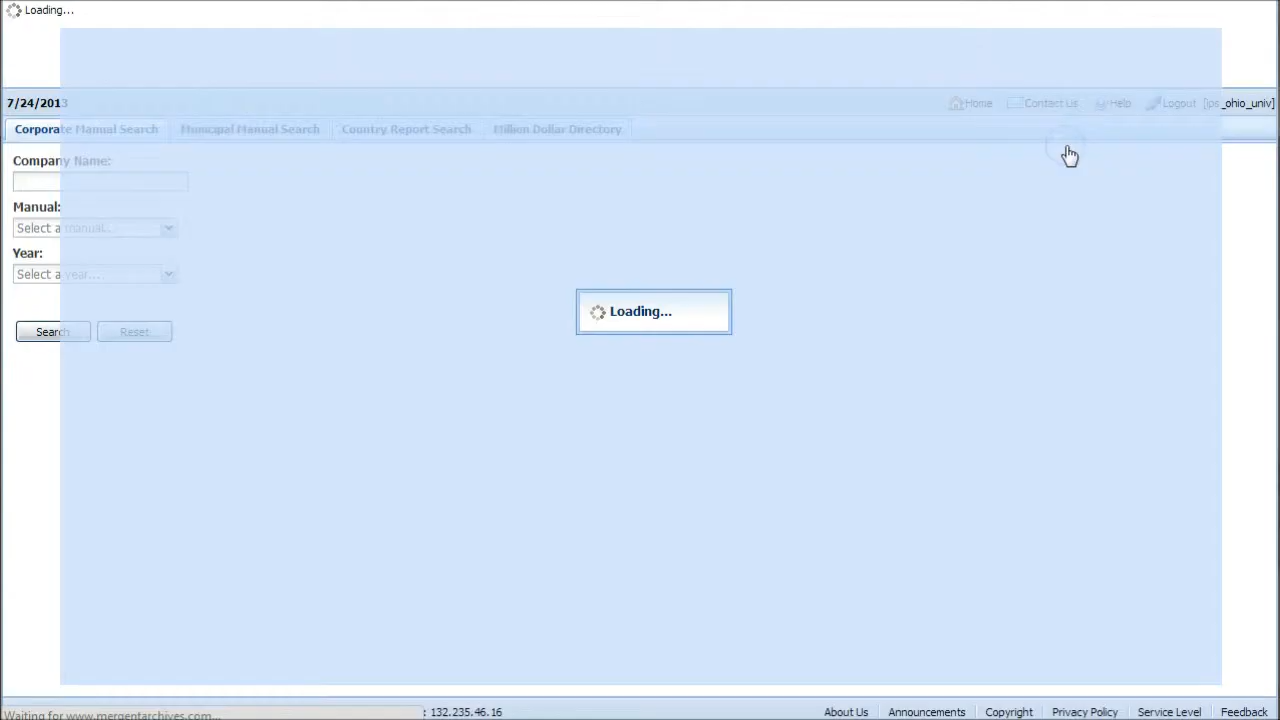 Loading...
7/24/2013 Home Contact Us Help Logout [ips_ohio_univ]
Corporate Manual Search Municipal Manual Search Country Report Search Million Dollar Directory
Company Name:
Manual:
Select a manual...
Year:
Select a year...
Loading...
Search Reset
Waiting for www.mergentarchives.com... : 132.235.46.16 About Us Announcements Copyright Privacy Policy Service Level Feedback